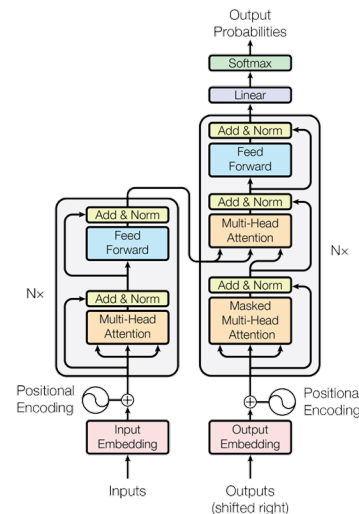 Output
Probabilities
Softmax
Linear
Add & Norm
Feed
Forward
Add & Norm
Multi-Head
Attention
Nx
Add & Norm
Masked
Multi-Head
Attention
Add & Norm
Feed
Forward
Nx
Add & Norm
Multi-Head
Attention
Positional
Encoding
Positional
Encoding
Input
Embedding
Output
Embedding
Inputs
Outputs
(shifted right)